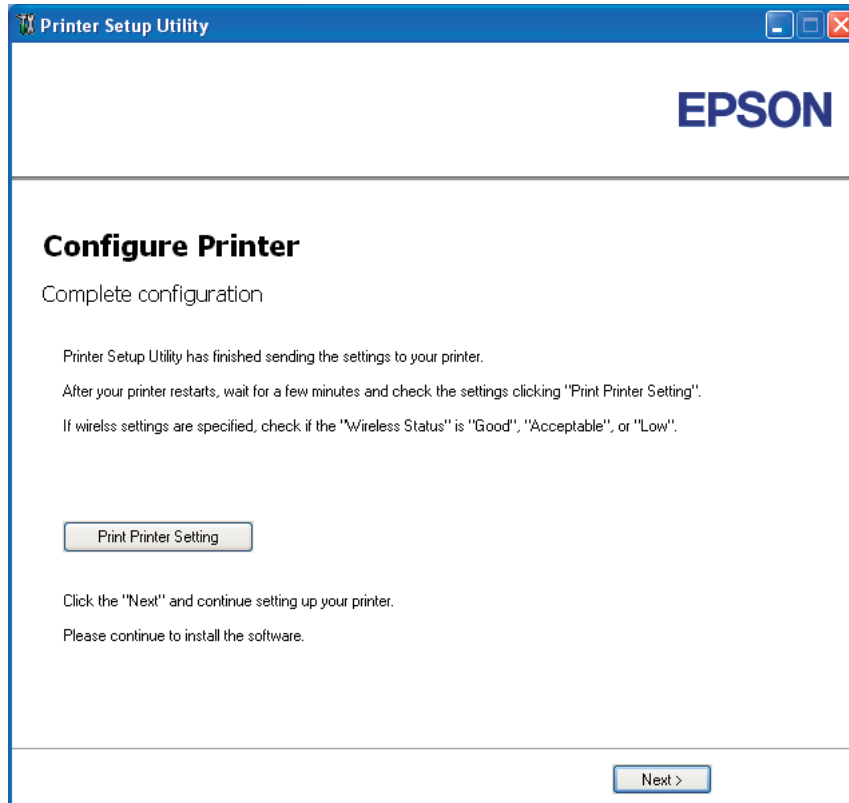 Printer Setup Utility
EPSON
Configure Printer
Complete configuration
Printer Setup Utility has finished sending the settings to your printer.
After your printer restarts, wait for a few minutes and check the settings clicking "Print Printer Setting".
If wirelss settings are specified, check if the "Wireless Status" is "Good", "Acceptable", or "Low".
Print Printer Setting
Click the "Next" and continue setting up your printer.
Please continue to install the software.
Next >